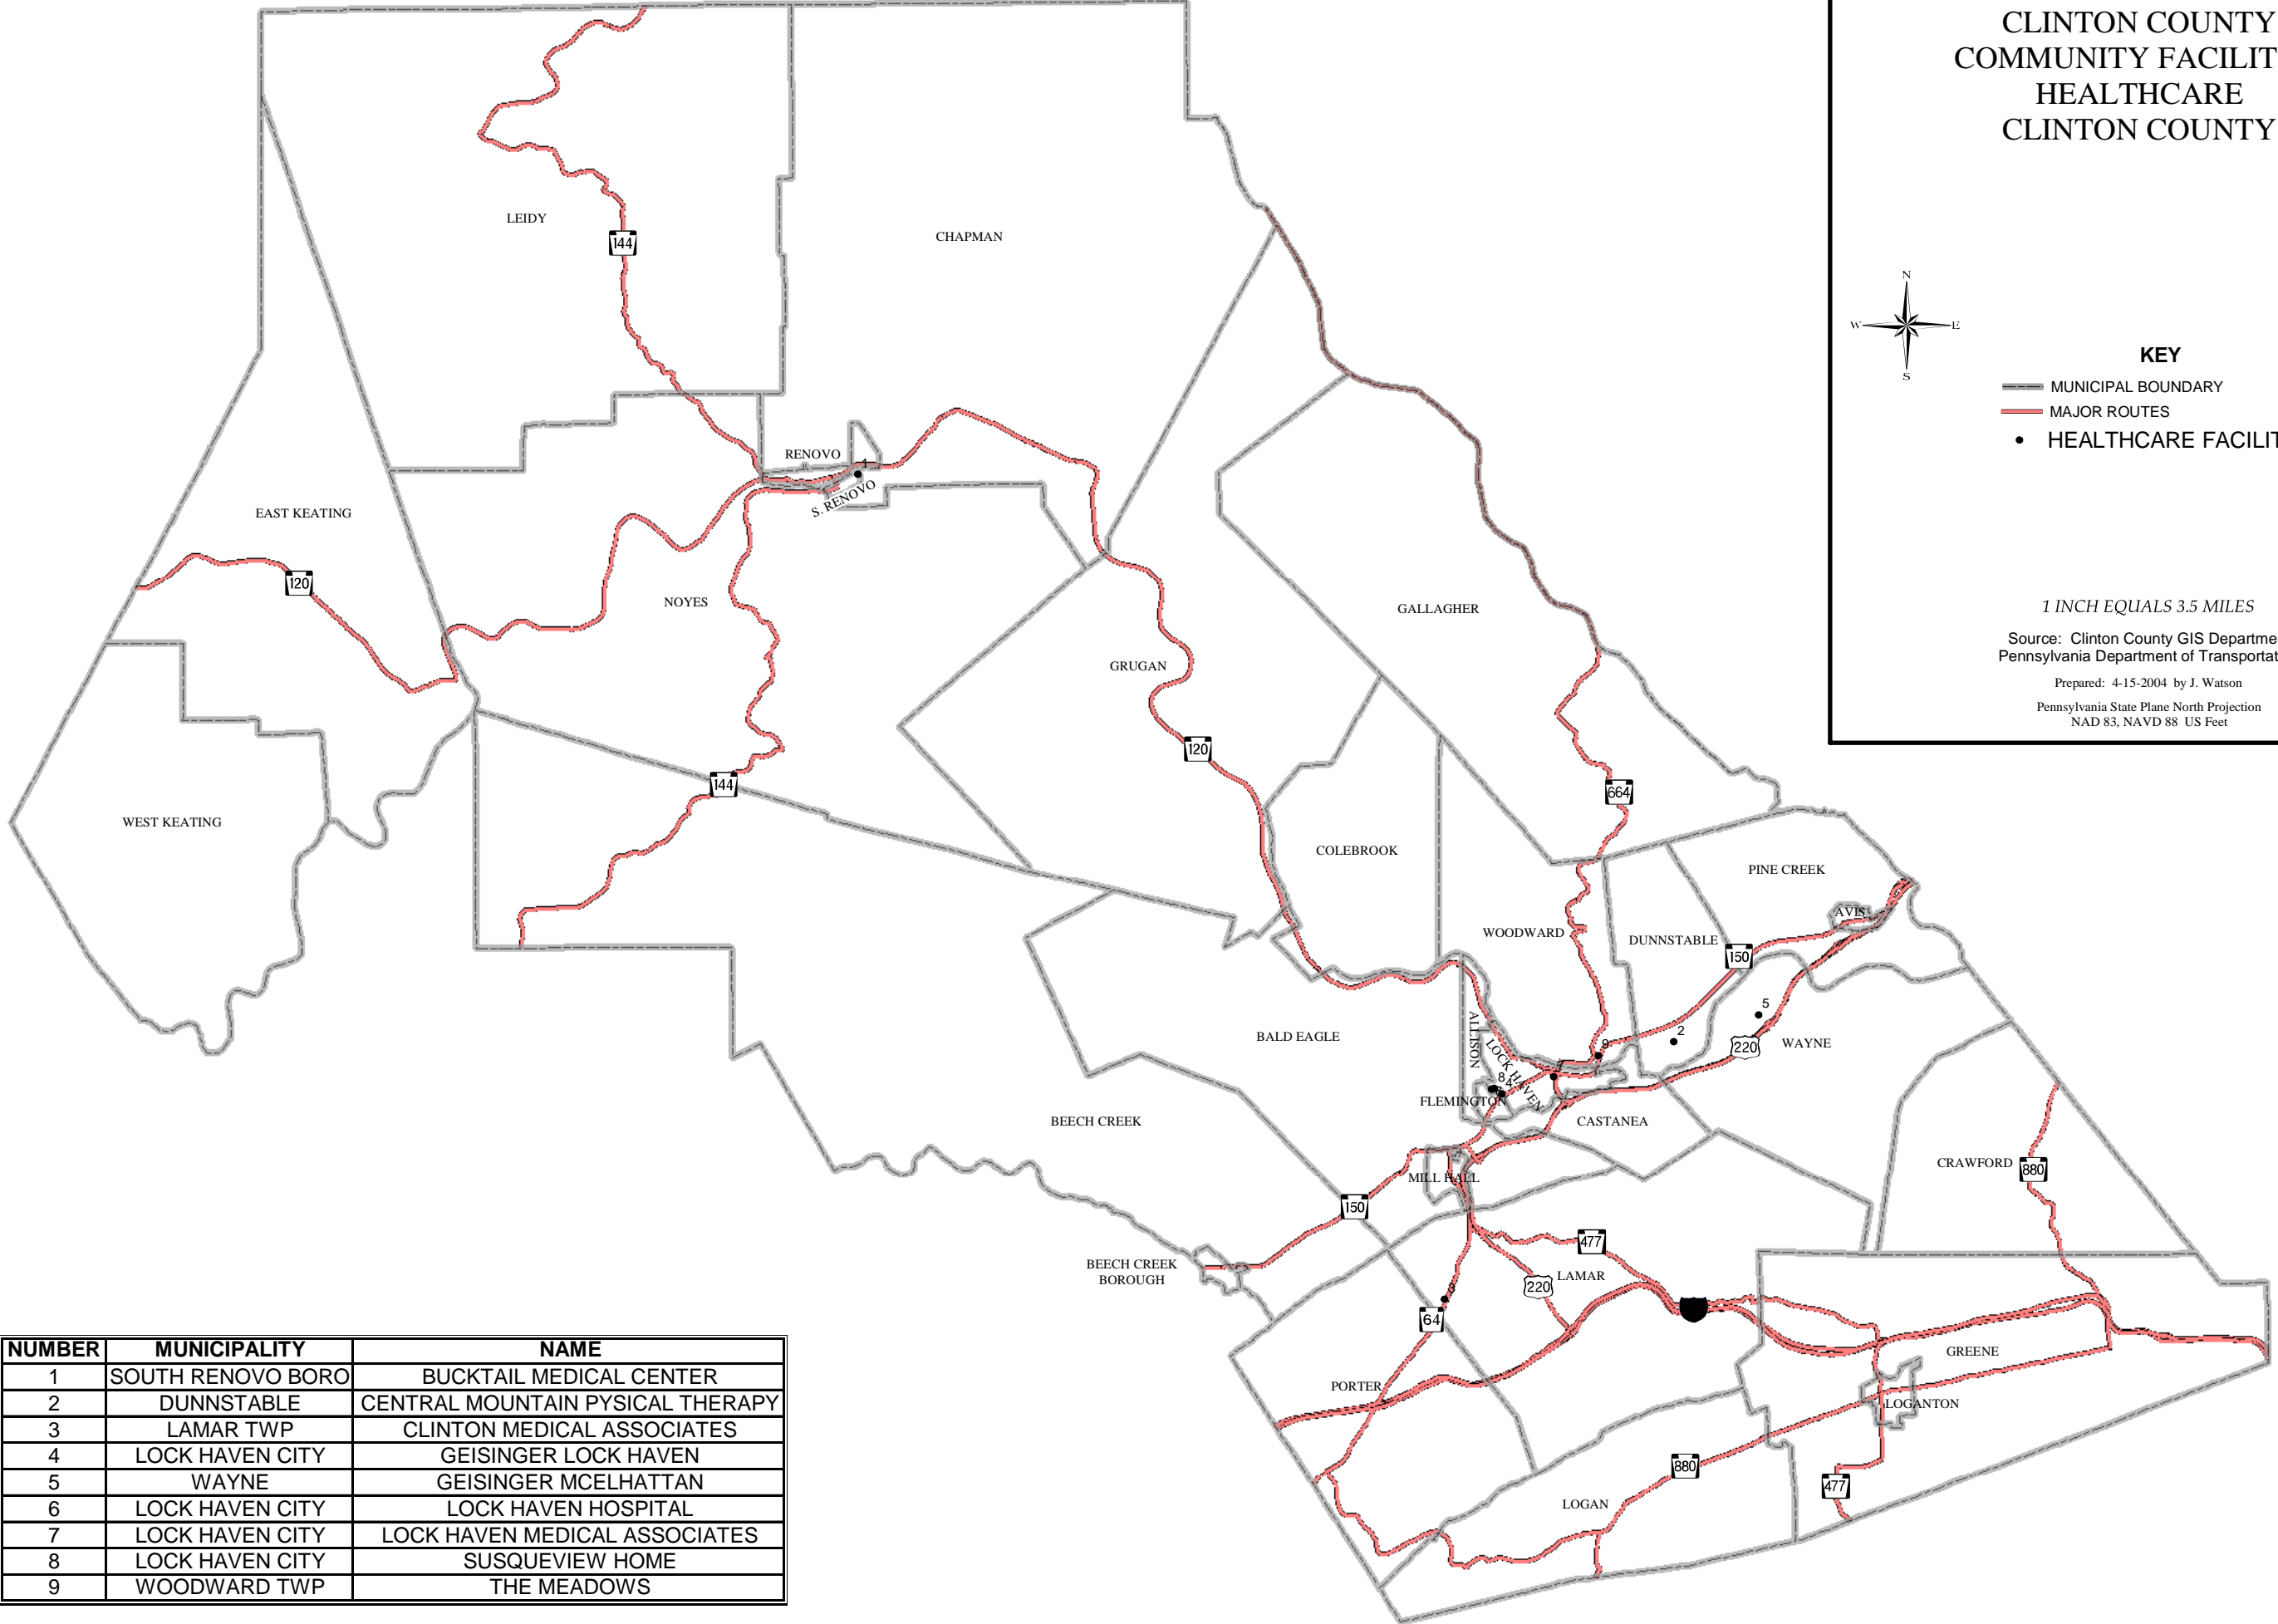 CLINTON COUNTY
COMMUNITY FACILIT
HEALTHCARE
CLINTON COUNTY
N
W E
S
KEY
MUNICIPAL BOUNDARY
MAJOR ROUTES
HEALTHCARE FACILIT
1 INCH EQUALS 3.5 MILES
Source: Clinton County GIS Departme
Pennsylvania Department of Transportat
Prepared: 4-15-2004 by J. Watson
Pennsylvania State Plane North Projection
NAD 83, NAVD 88 US Feet
LEIDY
144
CHAPMAN
RENOVO
1
S. RENOVO
EAST KEATING
120
NOYES
GALLAGHER
GRUGAN
120
144
664
WEST KEATING
COLEBROOK
PINE CREEK
AVIS
WOODWARD
DUNNSTABLE
150
5
2
BALD EAGLE
ALLISON
LOCK HAVEN
9
220
WAYNE
7
8
4
FLEMINGTON
BEECH CREEK
CASTANEA
CRAWFORD
880
MILL HALL
150
477
BEECH CREEK
BOROUGH
LAMAR
220
3
64
GREENE
PORTER
LOGANTON
880
477
LOGAN
NUMBER MUNICIPALITY NAME
1 SOUTH RENOVO BORO BUCKTAIL MEDICAL CENTER
2 DUNNSTABLE CENTRAL MOUNTAIN PYSICAL THERAPY
3 LAMAR TWP CLINTON MEDICAL ASSOCIATES
4 LOCK HAVEN CITY GEISINGER LOCK HAVEN
5 WAYNE GEISINGER MCELHATTAN
6 LOCK HAVEN CITY LOCK HAVEN HOSPITAL
7 LOCK HAVEN CITY LOCK HAVEN MEDICAL ASSOCIATES
8 LOCK HAVEN CITY SUSQUEVIEW HOME
9 WOODWARD TWP THE MEADOWS